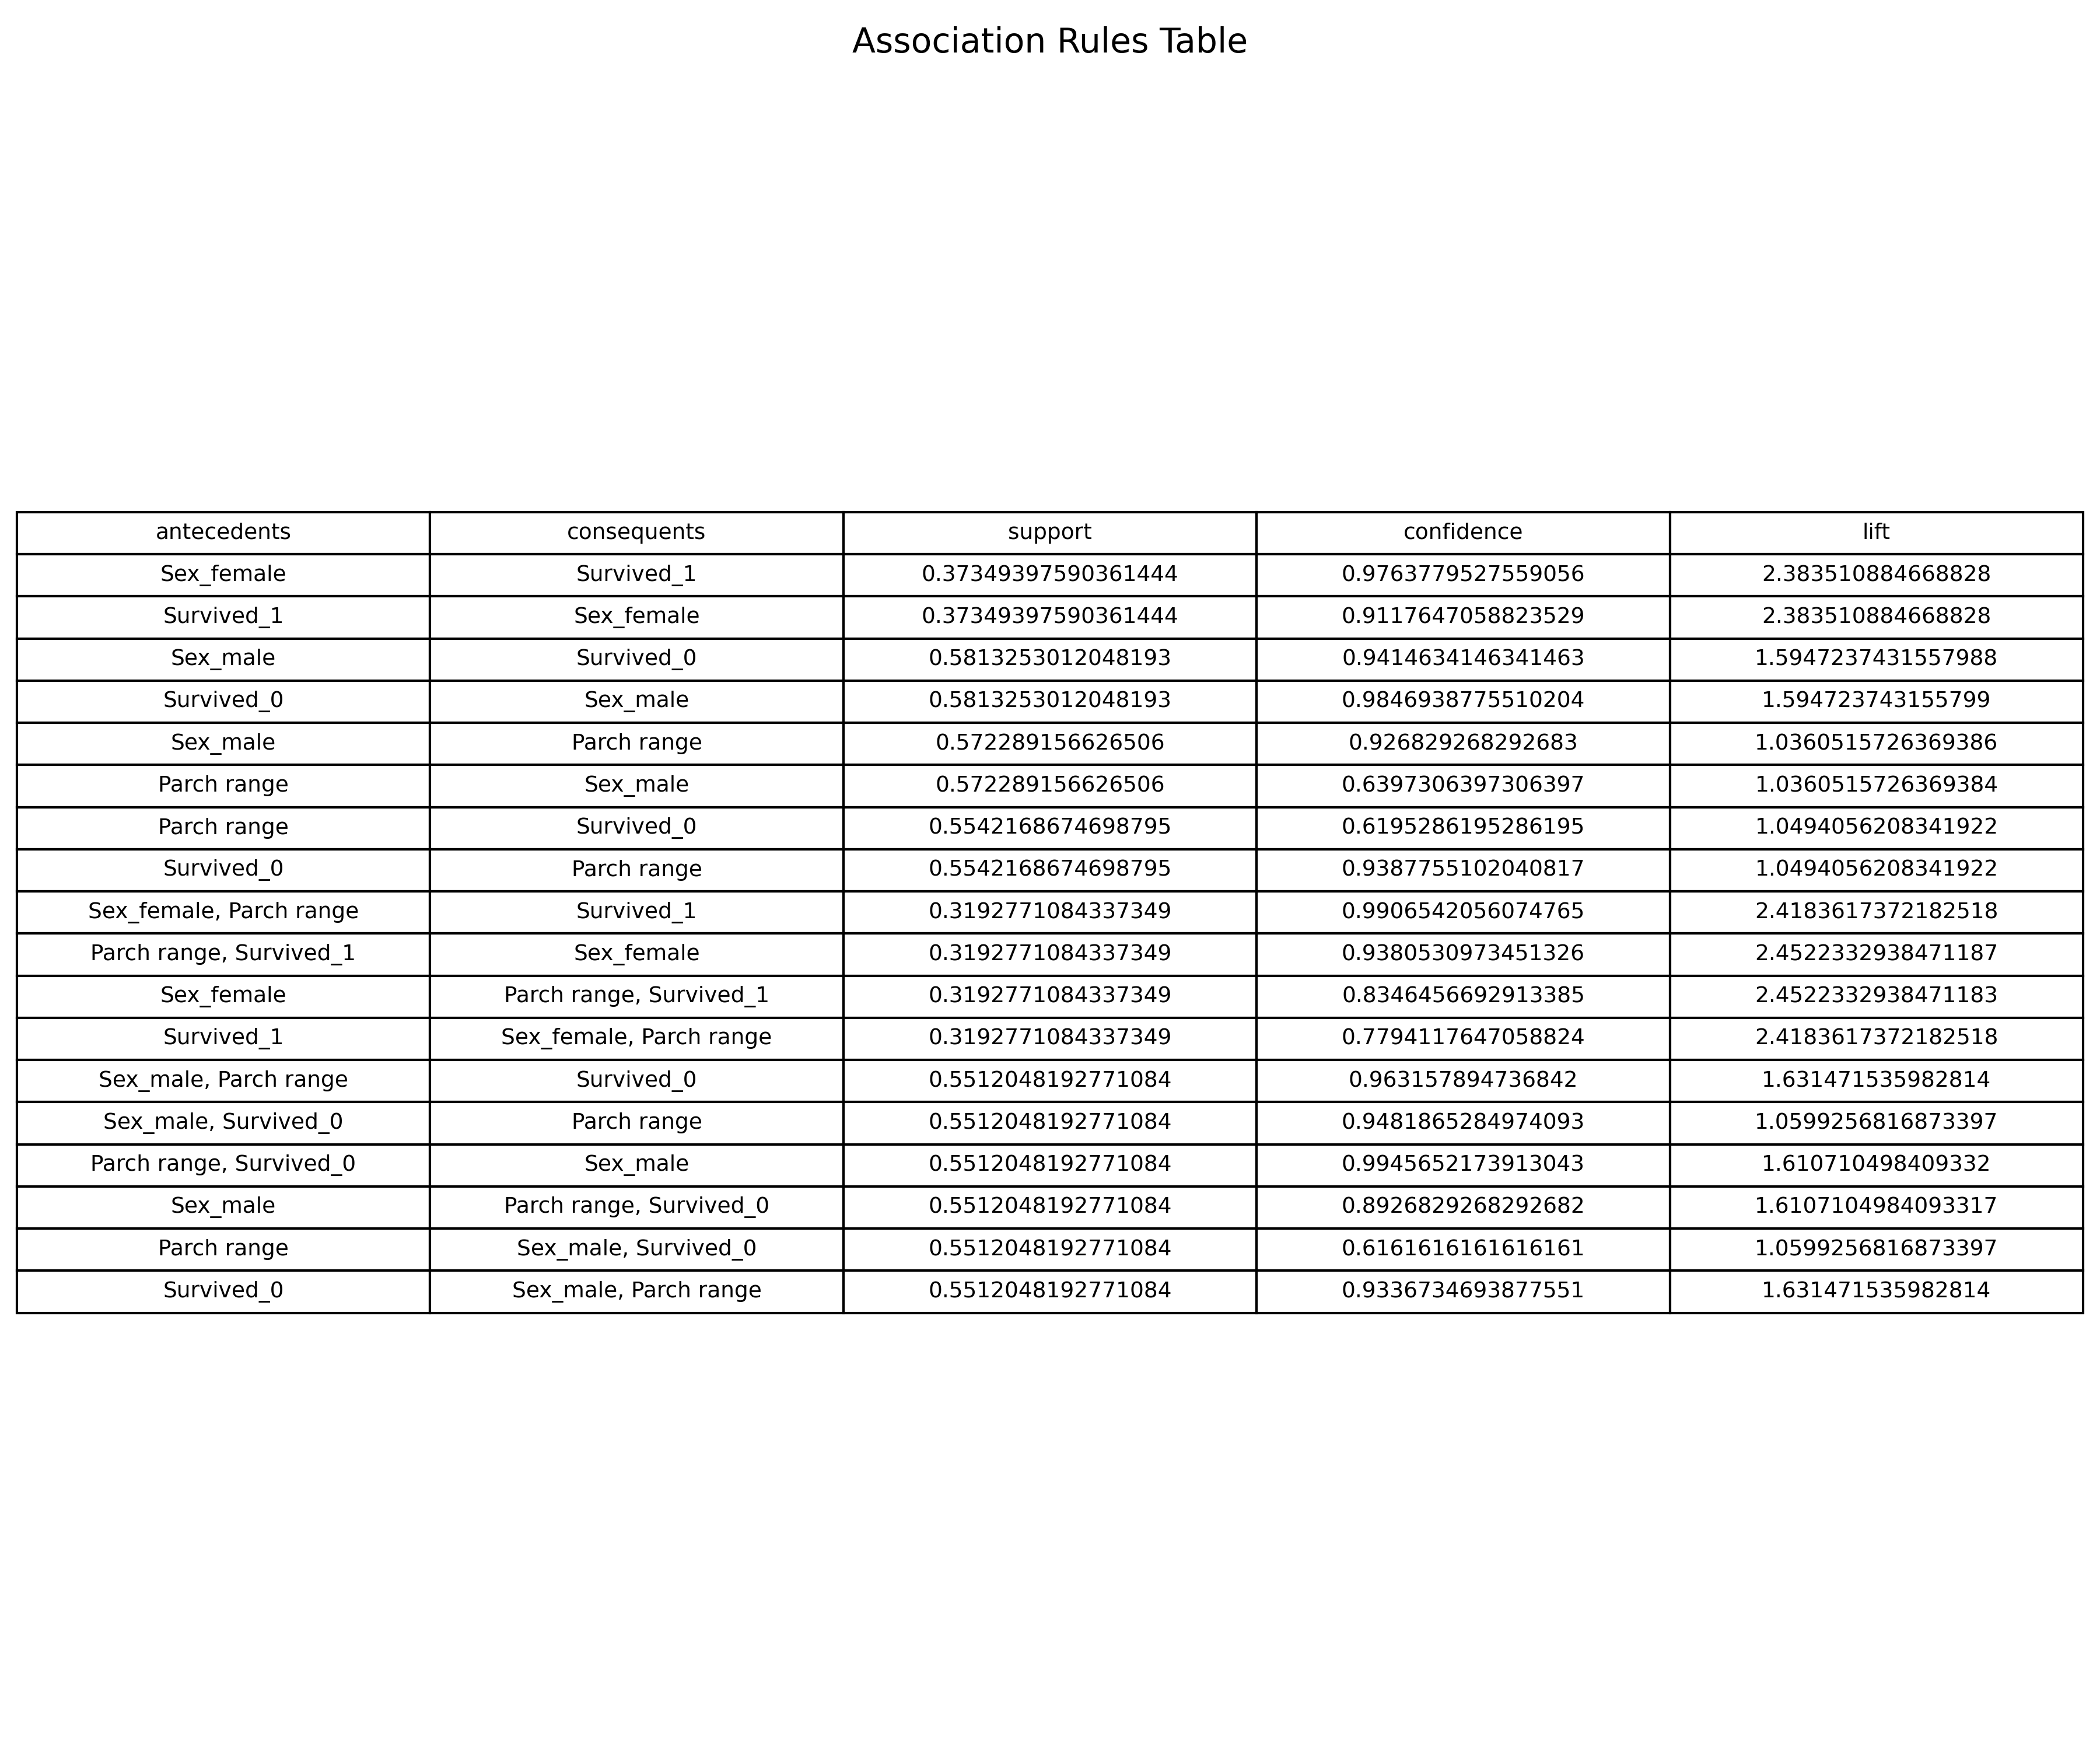 Association Rules Table
antecedents consequents support confidence lift
Sex_female Survived_1 0.37349397590361444 0.9763779527559056 2.383510884668828
Survived_1 Sex_female 0.37349397590361444 0.9117647058823529 2.383510884668828
Sex_male Survived_0 0.5813253012048193 0.9414634146341463 1.5947237431557988
Survived_0 Sex_male 0.5813253012048193 0.9846938775510204 1.594723743155799
Sex_male Parch range 0.572289156626506 0.926829268292683 1.0360515726369386
Parch range Sex_male 0.572289156626506 0.6397306397306397 1.0360515726369384
Parch range Survived_0 0.5542168674698795 0.6195286195286195 1.0494056208341922
Survived_0 Parch range 0.5542168674698795 0.9387755102040817 1.0494056208341922
Sex_female, Parch range Survived_1 0.3192771084337349 0.9906542056074765 2.4183617372182518
Parch range, Survived_1 Sex_female 0.3192771084337349 0.9380530973451326 2.4522332938471187
Sex_female Parch range, Survived_1 0.3192771084337349 0.8346456692913385 2.4522332938471183
Survived_1 Sex_female, Parch range 0.3192771084337349 0.7794117647058824 2.4183617372182518
Sex_male, Parch range Survived_0 0.5512048192771084 0.963157894736842 1.631471535982814
Sex_male, Survived_0 Parch range 0.5512048192771084 0.9481865284974093 1.0599256816873397
Parch range, Survived_0 Sex_male 0.5512048192771084 0.9945652173913043 1.610710498409332
Sex_male Parch range, Survived_0 0.5512048192771084 0.8926829268292682 1.6107104984093317
Parch range Sex_male, Survived_0 0.5512048192771084 0.6161616161616161 1.0599256816873397
Survived_0 Sex_male, Parch range 0.5512048192771084 0.9336734693877551 1.631471535982814